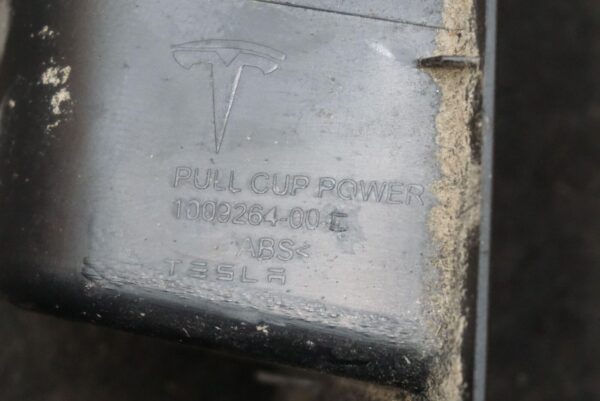 PULL CUP POWER
1009264-00-E
ABS<
TESLA